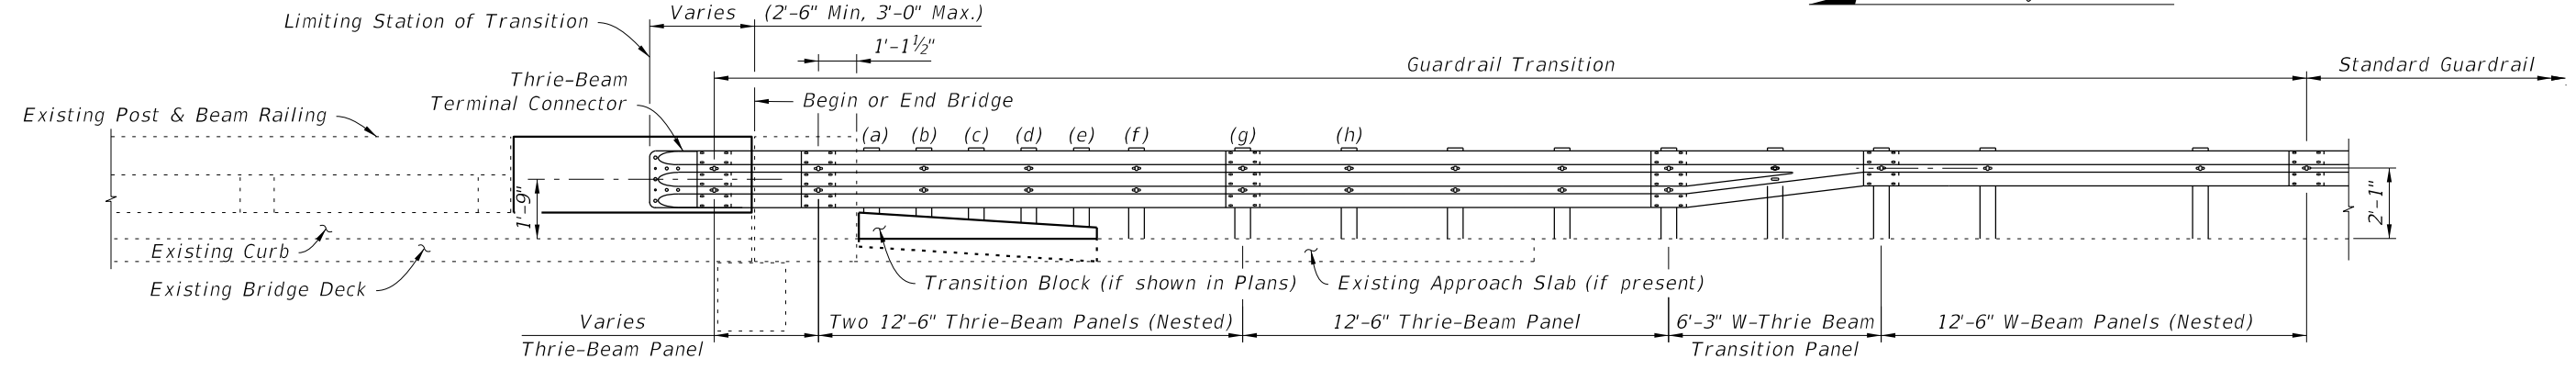 Limiting Station of Transition
Varies
(2'-6" Min, 3'-0" Max.)
1'-1½"
Guardrail Transition
Standard Guardrail
Thrie-Beam
Terminal Connector
Begin or End Bridge
Existing Post & Beam Railing
(a) (b) (c) (d) (e) (f) (g) (h)
1'-9"
2'-1"
Existing Curb
Existing Bridge Deck
Transition Block (if shown in Plans)
Existing Approach Slab (if present)
Varies
Thrie-Beam Panel
Two 12'-6" Thrie-Beam Panels (Nested)
12'-6" Thrie-Beam Panel
6'-3" W-Thrie Beam
Transition Panel
12'-6" W-Beam Panels (Nested)